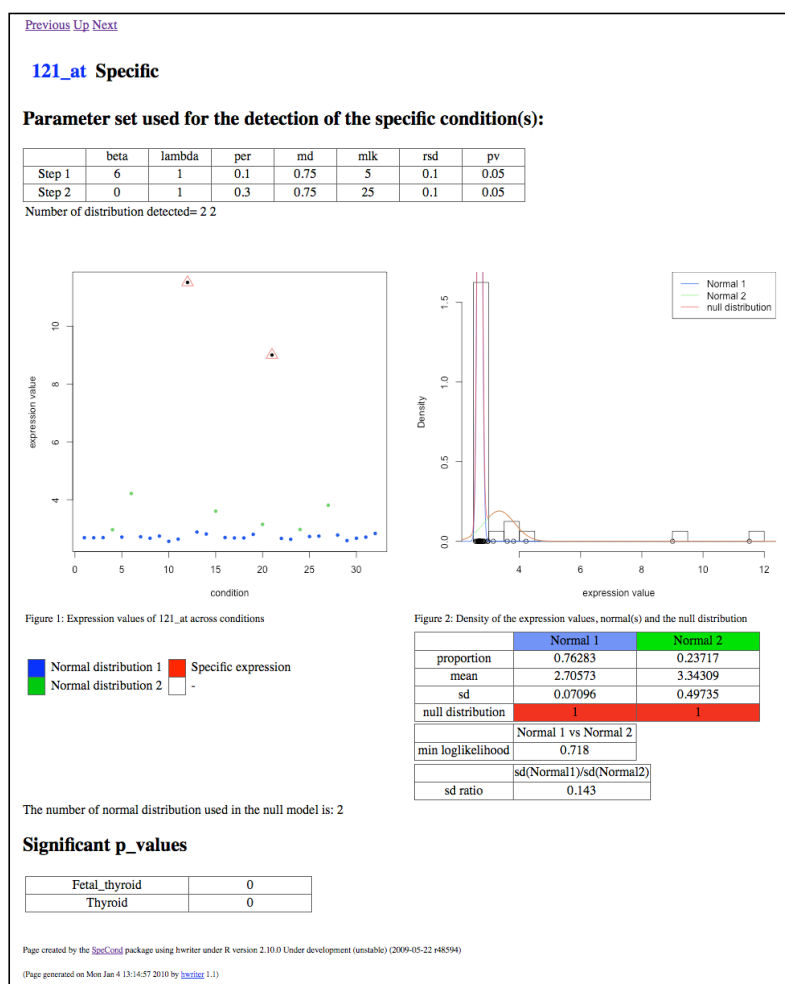 Previous Up Next
121_at Specific
Parameter set used for the detection of the specific condition(s):
beta lambda per md mlk rsd pv
Step 1 6 1 0.1 0.75 5 0.1 0.05
Step 2 0 1 0.3 0.75 25 0.1 0.05
Number of distribution detected= 2 2
expression value
10
8
6
4
0 5 10 15 20 25 30
condition
Normal 1
Normal 2
null distribution
Density
1.5
1.0
0.5
0.0
4 6 8 10 12
expression value
Figure 1: Expression values of 121_at across conditions
Figure 2: Density of the expression values, normal(s) and the null distribution
Normal distribution 1 Specific expression
Normal distribution 2 -
Normal 1 Normal 2
proportion 0.76283 0.23717
mean 2.70573 3.34309
sd 0.07096 0.49735
null distribution 1 1
Normal 1 vs Normal 2
min loglikelihood 0.718
sd(Normal1)/sd(Normal2)
sd ratio 0.143
The number of normal distribution used in the null model is: 2
Significant p_values
Fetal_thyroid 0
Thyroid 0
Page created by the SpeCond package using hwriter under R version 2.10.0 Under development (unstable) (2009-05-22 r48594)
(Page generated on Mon Jan 4 13:14:57 2010 by hwriter 1.1)